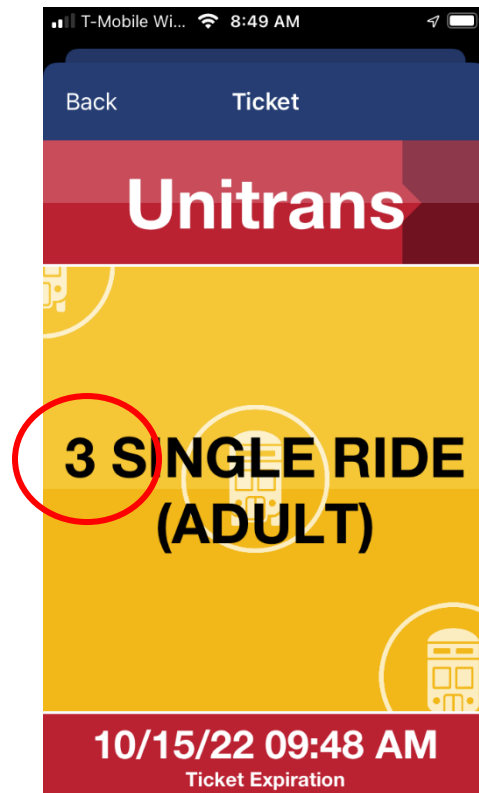 T-Mobile Wi... 8:49 AM
Back Ticket
Unitrans
3 SINGLE RIDE
(ADULT)
10/15/22 09:48 AM
Ticket Expiration